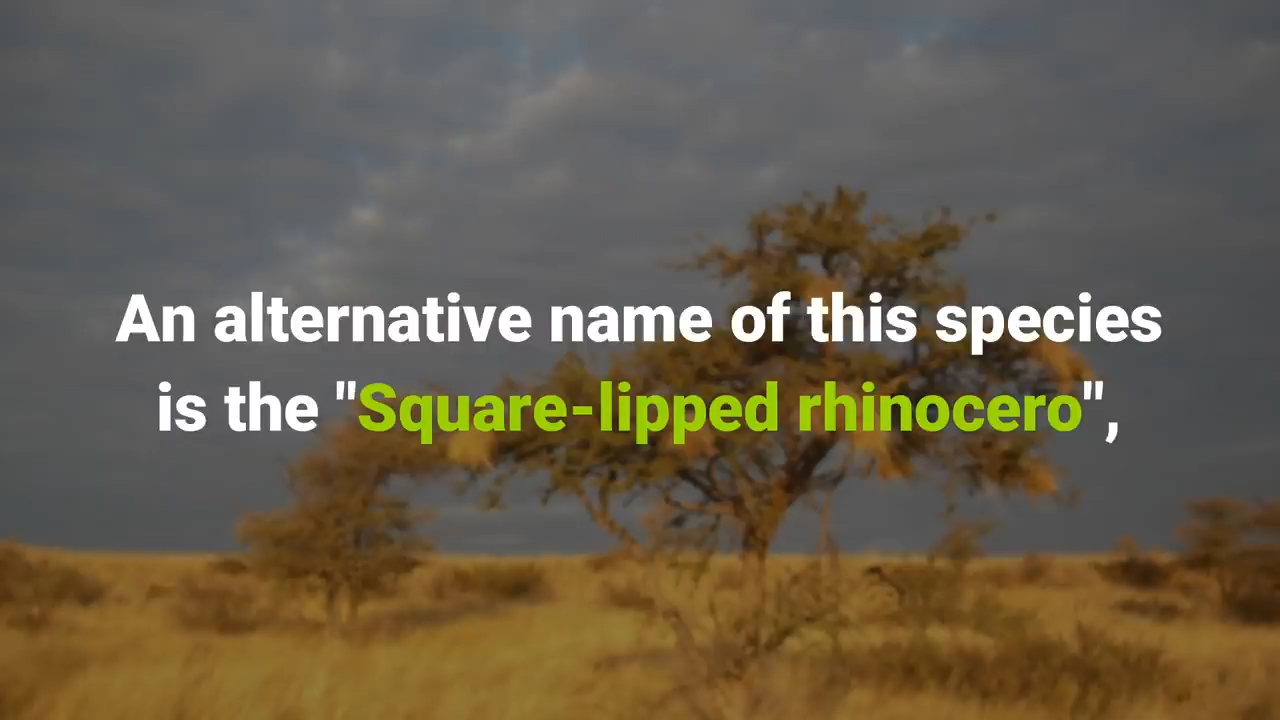 An alternative name of this species
is the "Square-lipped rhinocero",